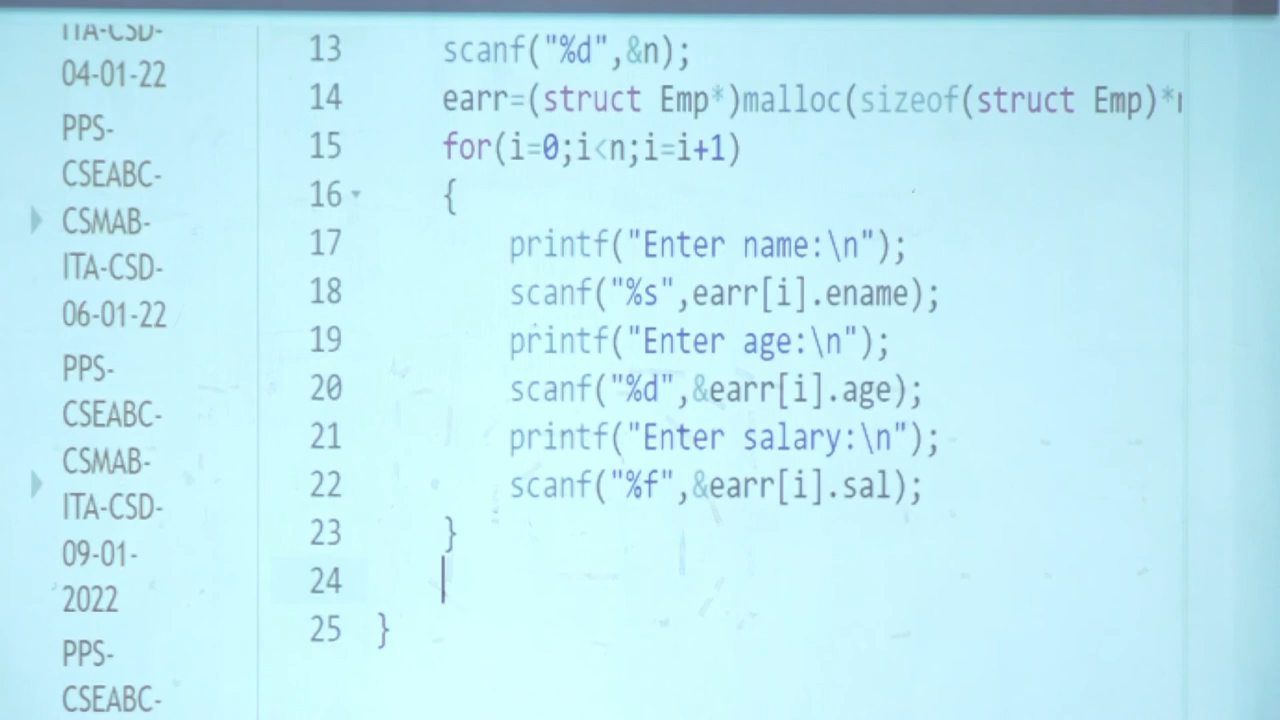 ITA-CSD-
04-01-22
PPS-
CSEABC-
CSMAB-
ITA-CSD-
06-01-22
PPS-
CSEABC-
CSMAB-
ITA-CSD-
09-01-
2022
PPS-
CSEABC-
13 scanf("%d",&n);
14 earr=(struct Emp*)malloc(sizeof(struct Emp)*
15 for(i=0;i<n;i=i+1)
16 {
17 printf("Enter name:\n");
18 scanf("%s",earr[i].ename);
19 printf("Enter age:\n");
20 scanf("%d",&earr[i].age);
21 printf("Enter salary:\n");
22 scanf("%f",&earr[i].sal);
23 }
24
25 }